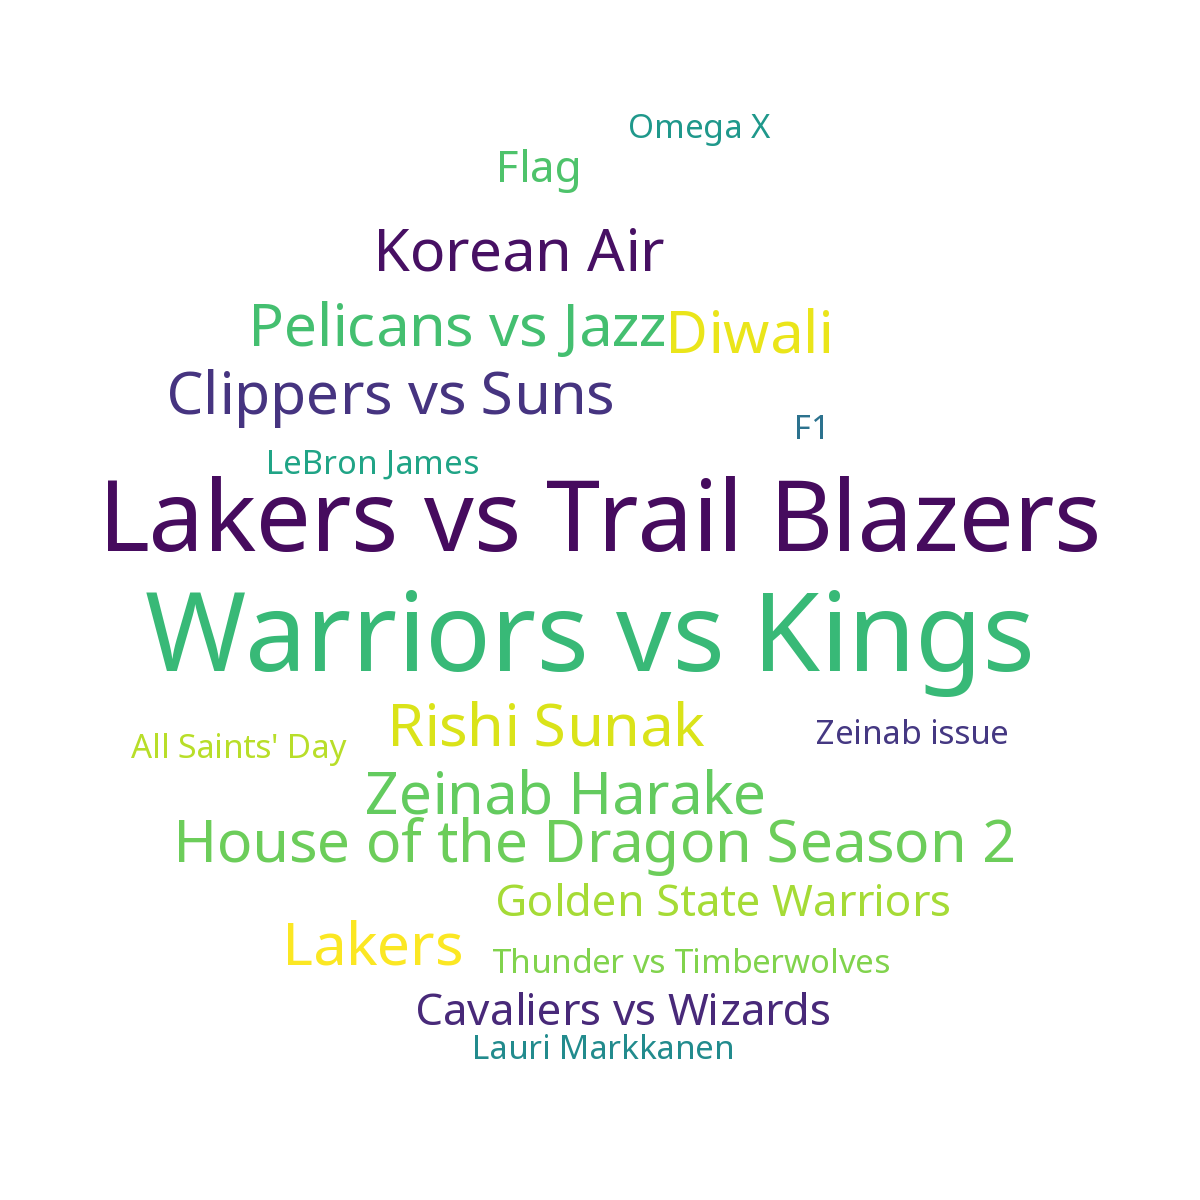 Omega X
Flag
Korean Air
Pelicans vs Jazz
Diwali
Clippers vs Suns
F1
LeBron James
Lakers vs Trail Blazers
Warriors vs Kings
Rishi Sunak
Zeinab issue
All Saints' Day
Zeinab Harake
House of the Dragon Season 2
Golden State Warriors
Lakers
Thunder vs Timberwolves
Cavaliers vs Wizards
Lauri Markkanen